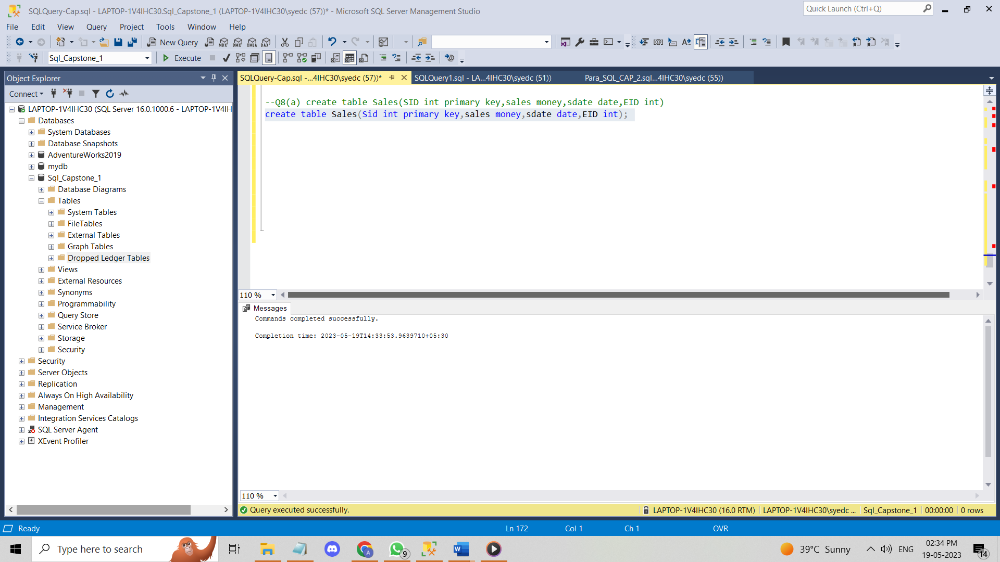 SQLQuery-Cap.sql - LAPTOP-1V4IHC30.Sql_Capstone_1 (LAPTOP-1V4IHC30\syedc (57))* - Microsoft SQL Server Management Studio
Quick Launch (Ctrl+Q)
File Edit View Query Project Tools Window Help
New Query MDX DMX XMLA DAX
Sql_Capstone_1 Execute
Object Explorer
Connect
LAPTOP-1V4IHC30 (SQL Server 16.0.1000.6 - LAPTOP-1V4IH
Databases
System Databases
Database Snapshots
AdventureWorks2019
mydb
Sql_Capstone_1
Database Diagrams
Tables
System Tables
FileTables
External Tables
Graph Tables
Dropped Ledger Tables
Views
External Resources
Synonyms
Programmability
Query Store
Service Broker
Storage
Security
Security
Server Objects
Replication
Always On High Availability
Management
Integration Services Catalogs
SQL Server Agent
XEvent Profiler
SQLQuery-Cap.sql -...4IHC30\syedc (57))* SQLQuery1.sql - LA...4IHC30\syedc (51)) Para_SQL_CAP_2.sql...4IHC30\syedc (55))
--Q8(a) create table Sales(SID int primary key,sales money,sdate date,EID int)
create table Sales(Sid int primary key,sales money,sdate date,EID int);
110 %
Messages
Commands completed successfully.
Completion time: 2023-05-19T14:33:53.9639710+05:30
110 %
Query executed successfully. LAPTOP-1V4IHC30 (16.0 RTM) LAPTOP-1V4IHC30\syedc ... Sql_Capstone_1 00:00:00 0 rows
Ready Ln 172 Col 1 Ch 1 OVR
Type here to search 9 39°C Sunny ENG 02:34 PM
19-05-2023 14